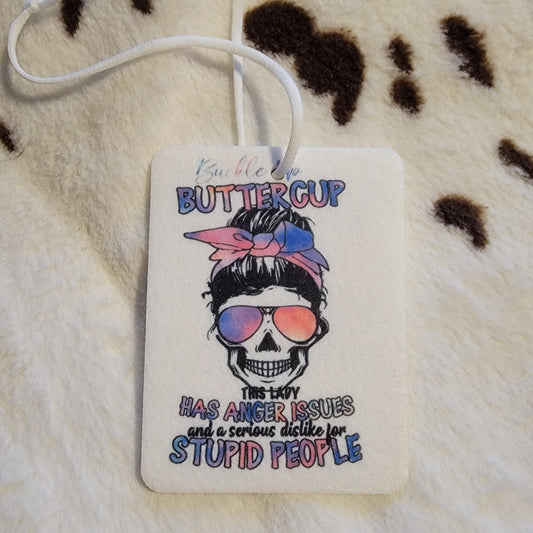 Buckle Up
BUTTERCUP
THIS LADY
HAS ANGER ISSUES
and a serious dislike for
STUPID PEOPLE